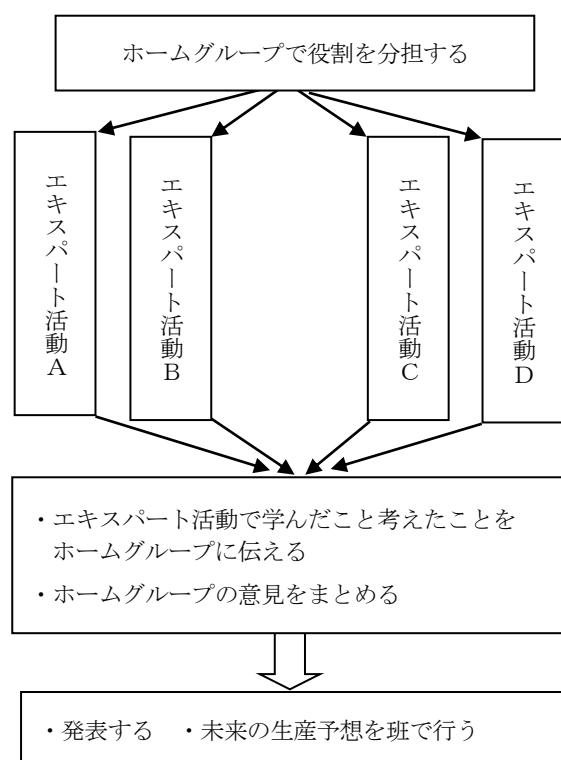 ホームグループで役割を分担する
エキスパート活動A
エキスパート活動B
エキスパート活動C
エキスパート活動D
・エキスパート活動で学んだこと考えたことを
ホームグループに伝える
・ホームグループの意見をまとめる
・発表する ・未来の生産予想を班で行う